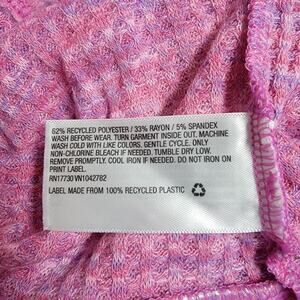 62% RECYCLED POLYESTER / 33% RAYON / 5% SPANDEX
WASH BEFORE WEAR. TURN GARMENT INSIDE OUT. MACHINE
WASH COLD WITH LIKE COLORS. GENTLE CYCLE. ONLY
NON-CHLORINE BLEACH IF NEEDED. TUMBLE DRY LOW.
REMOVE PROMPTLY. COOL IRON IF NEEDED. DO NOT IRON ON
PRINT LABEL.
RN17730 VN1042782
LABEL MADE FROM 100% RECYCLED PLASTIC